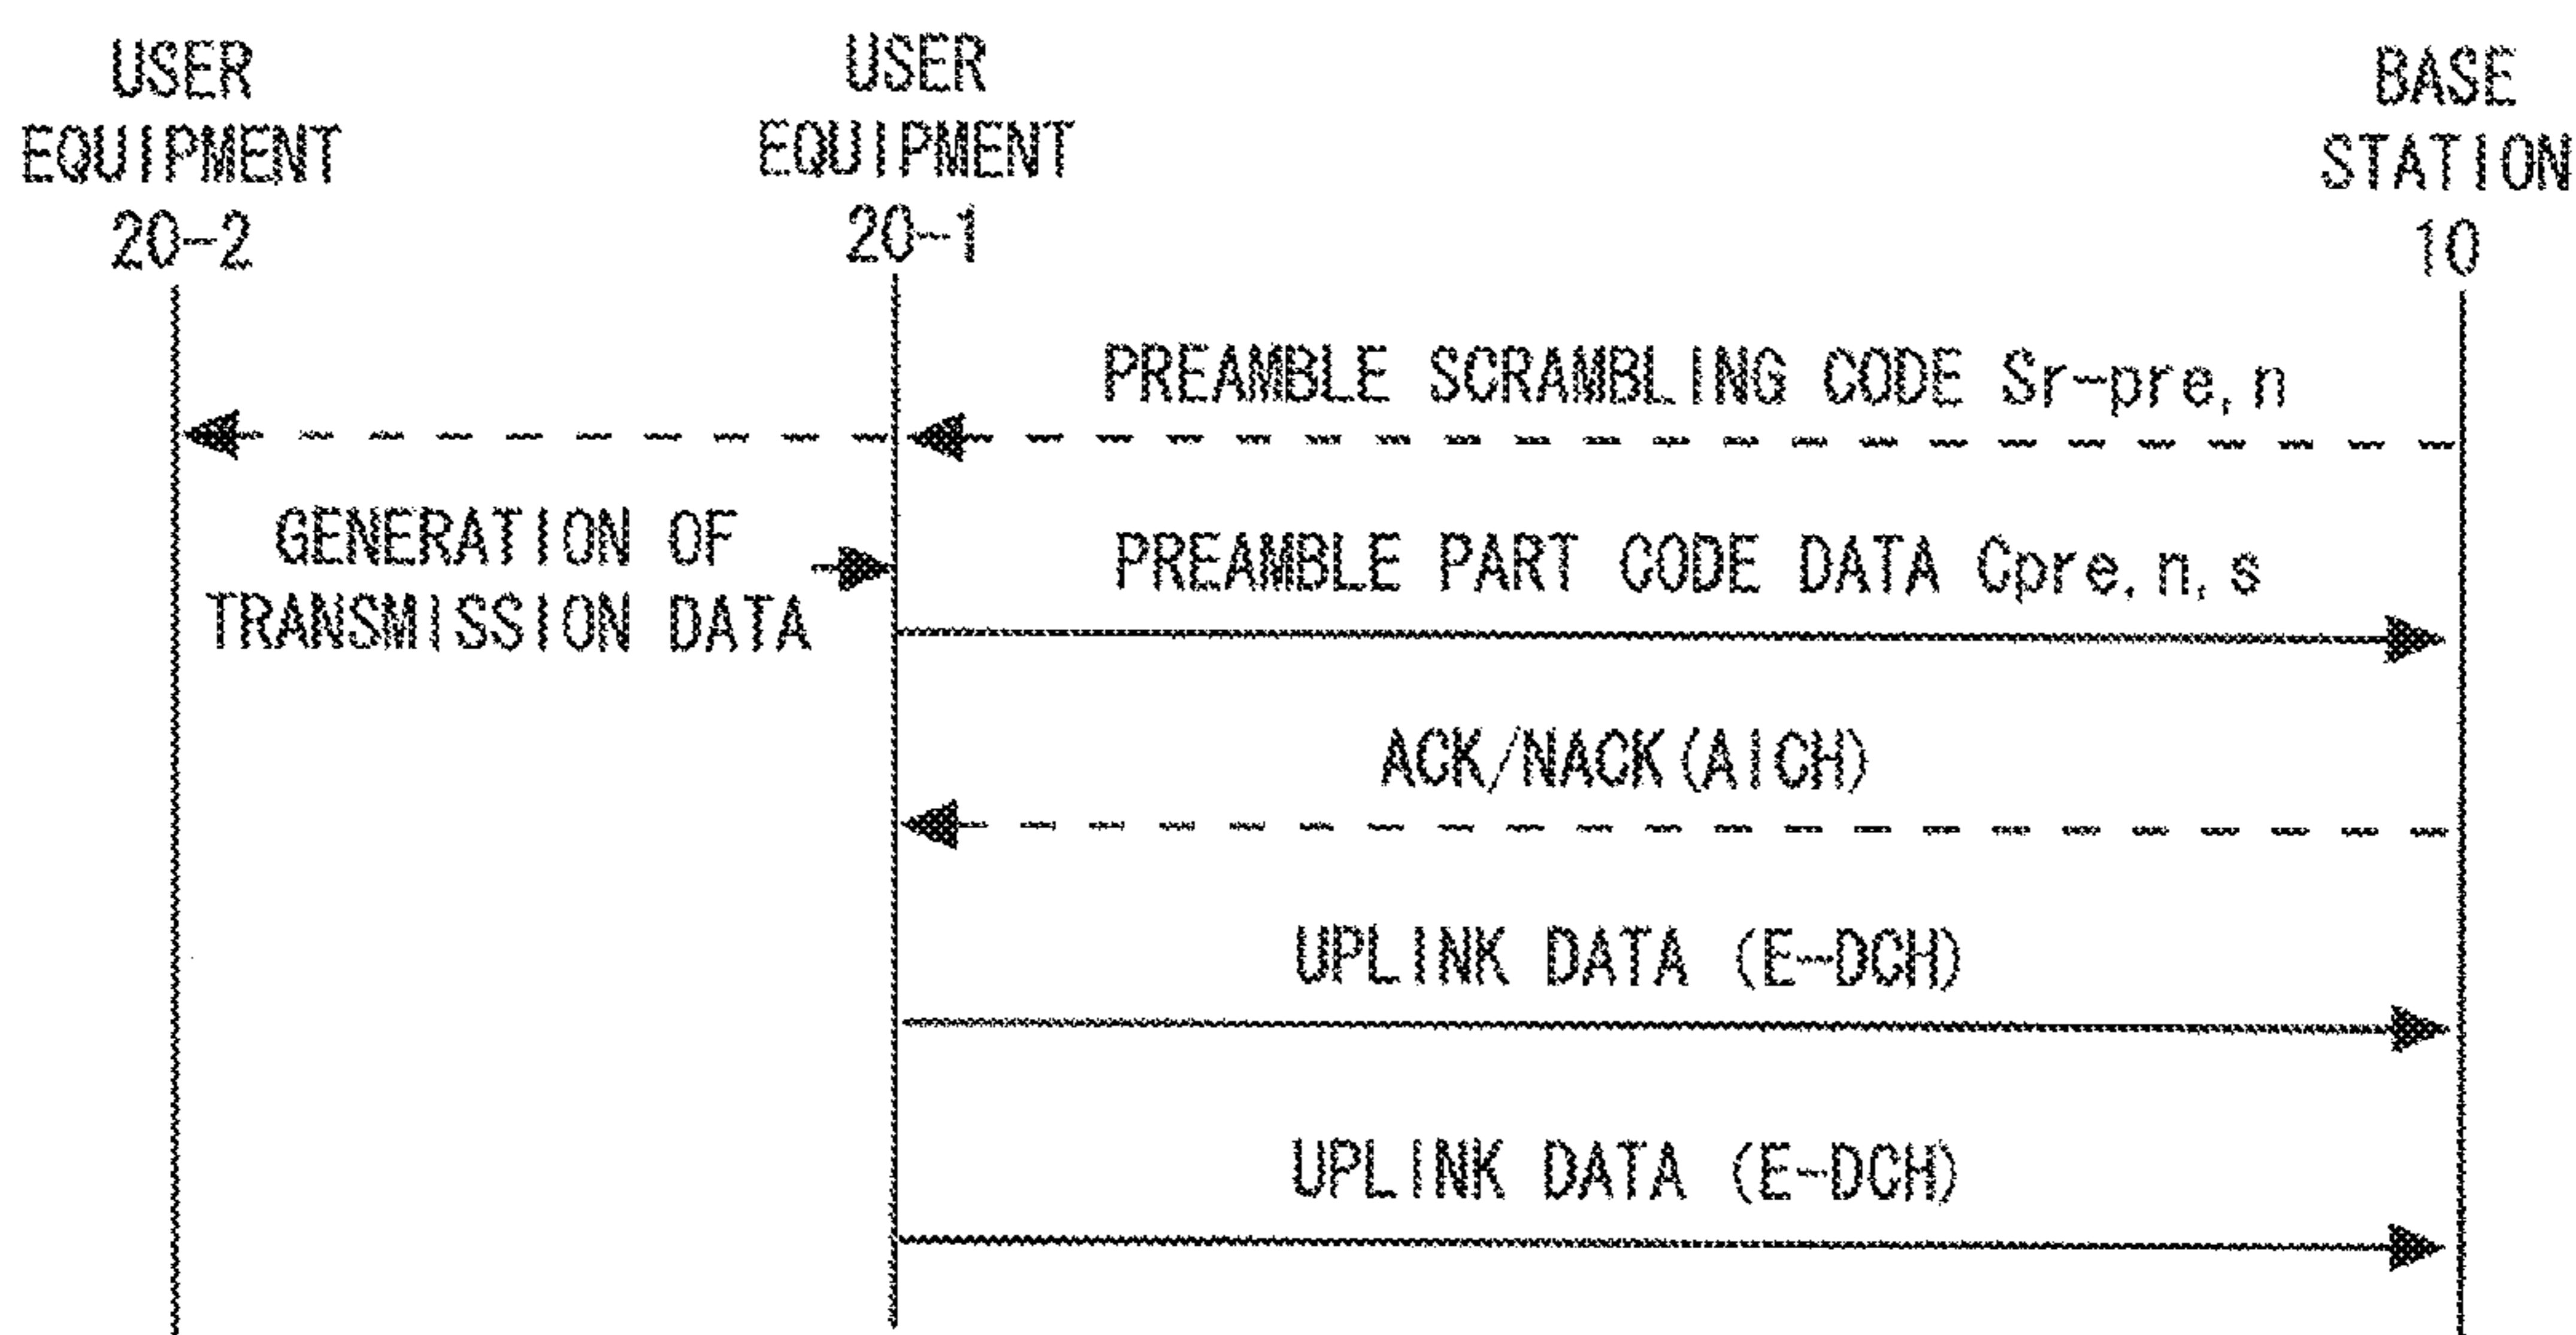 USER
EQUIPMENT
20-2
USER
EQUIPMENT
20-1
BASE
STATION
10
PREAMBLE SCRAMBLING CODE Sr-pre,n
GENERATION OF
TRANSMISSION DATA
PREAMBLE PART CODE DATA Cpre,n,s
ACK/NACK(AICH)
UPLINK DATA (E-DCH)
UPLINK DATA (E-DCH)